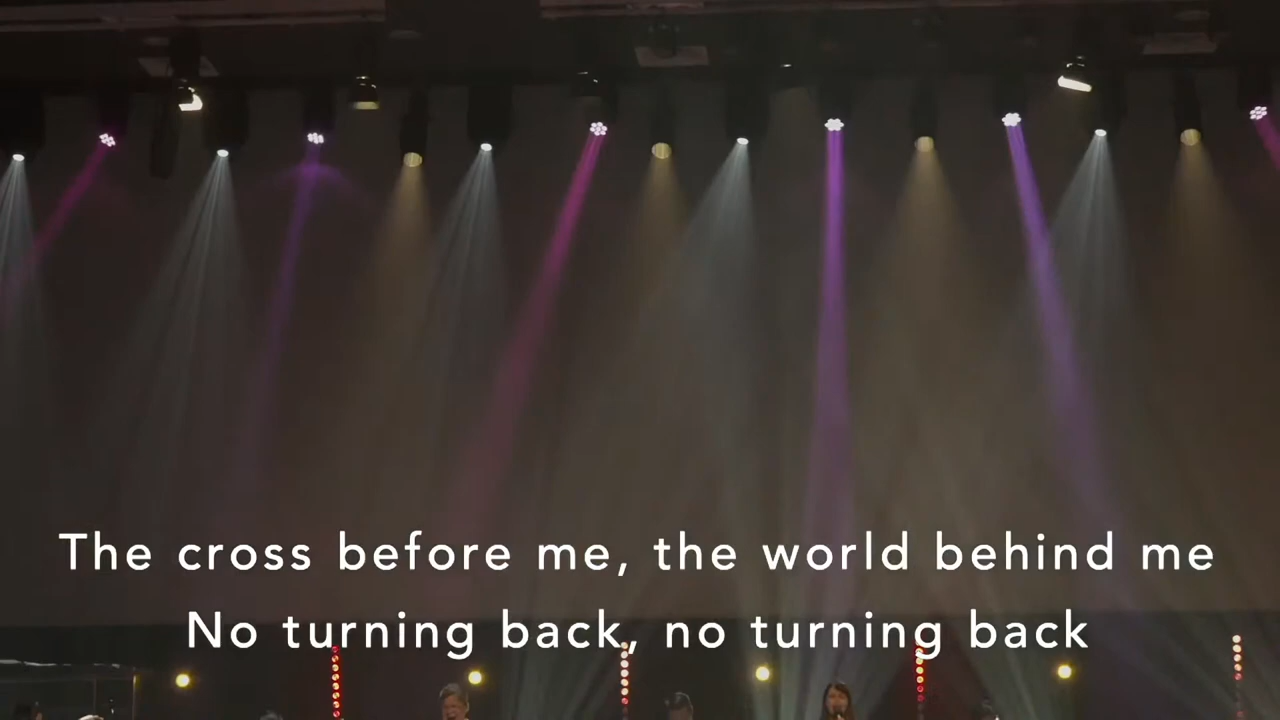 The cross before me, the world behind me
No turning back, no turning back